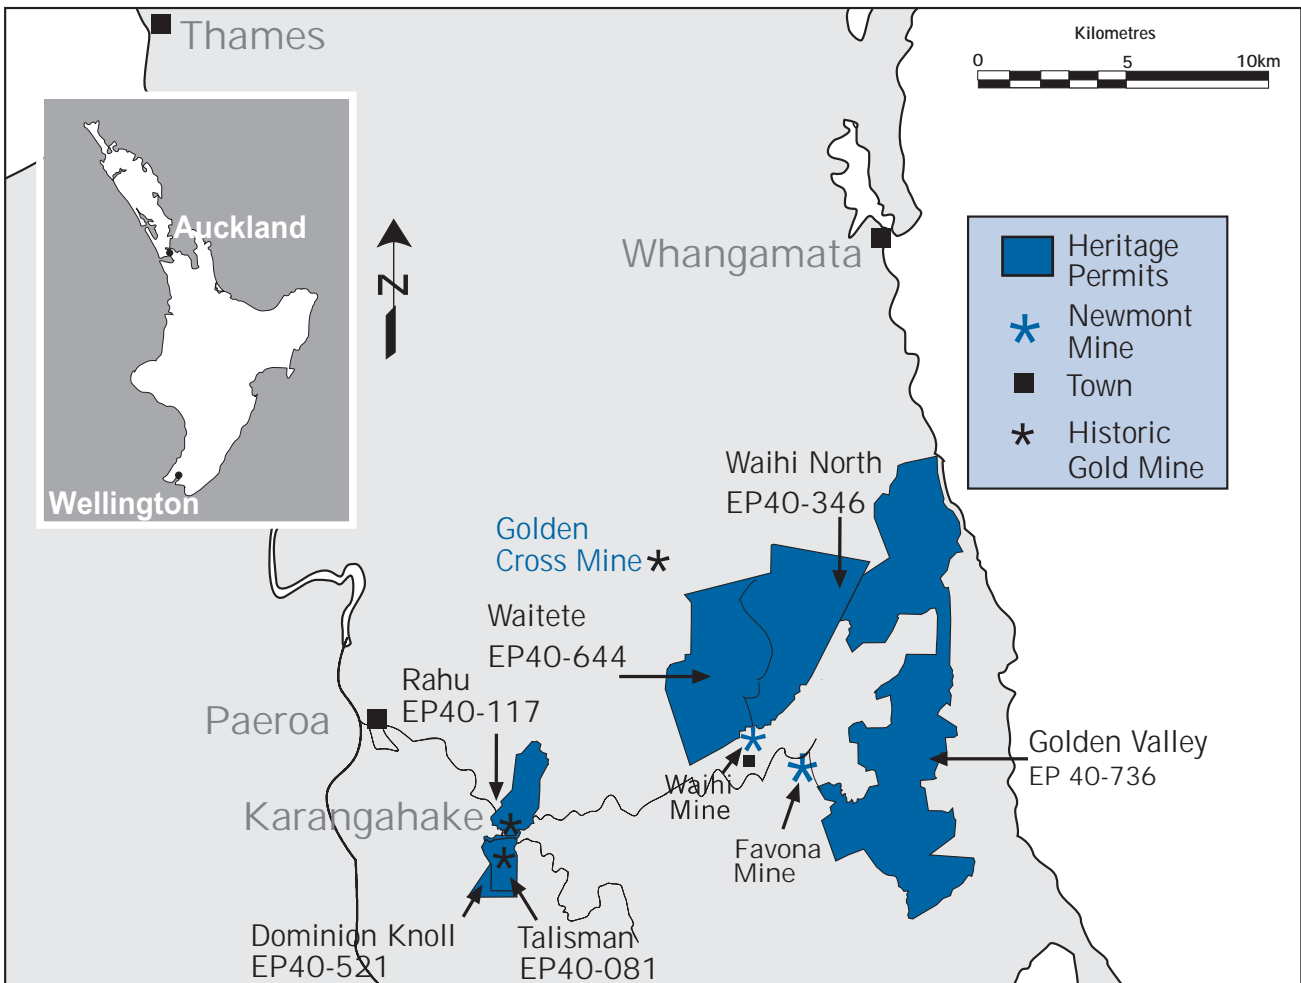 Thames
Kilometres
0 5 10km
Auckland
Wellington
N
Whangamata
Heritage
Permits
Newmont
Mine
Town
Historic
Gold Mine
Waihi North
EP40-346
Golden
Cross Mine
Waitete
EP40-644
Rahu
EP40-117
Paeroa
Karangahake
Waihi
Mine
Favona
Mine
Golden Valley
EP 40-736
Dominion Knoll
EP40-521
Talisman
EP40-081